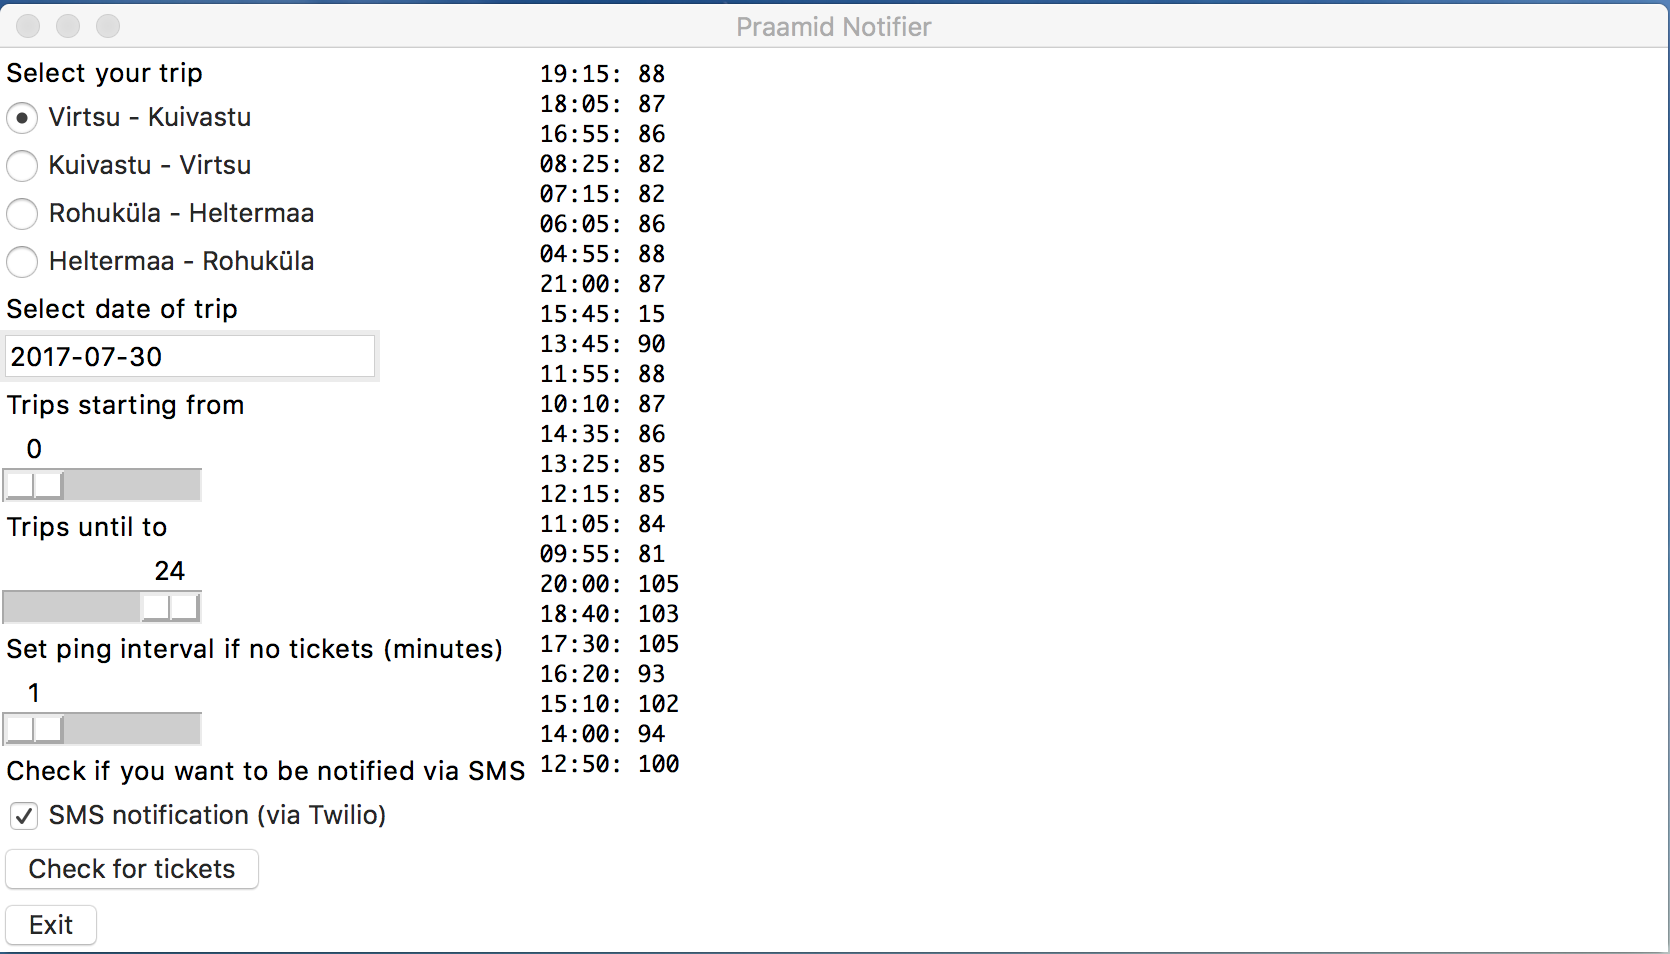 Praamid Notifier
Select your trip
Virtsu - Kuivastu
Kuivastu - Virtsu
Rohuküla - Heltermaa
Heltermaa - Rohuküla
Select date of trip
2017-07-30
Trips starting from
0
Trips until to
24
Set ping interval if no tickets (minutes)
1
Check if you want to be notified via SMS
SMS notification (via Twilio)
Check for tickets
Exit
19:15: 88
18:05: 87
16:55: 86
08:25: 82
07:15: 82
06:05: 86
04:55: 88
21:00: 87
15:45: 15
13:45: 90
11:55: 88
10:10: 87
14:35: 86
13:25: 85
12:15: 85
11:05: 84
09:55: 81
20:00: 105
18:40: 103
17:30: 105
16:20: 93
15:10: 102
14:00: 94
12:50: 100